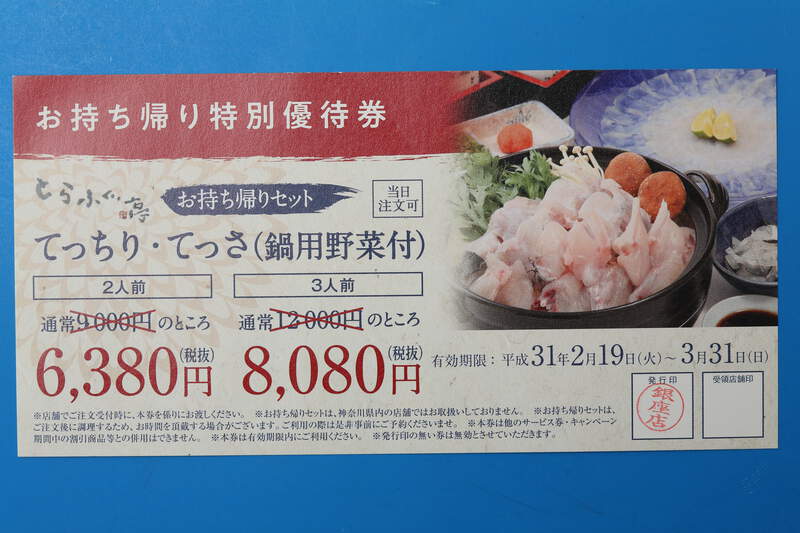 お持ち帰り特別優待券
とらふぐ亭
お持ち帰りセット
当日
注文可
てっちり・てっさ(鍋用野菜付)
2人前
3人前
通常9,000円のところ
通常12,000円のところ
6,380円(税抜)
8,080円(税抜)
有効期限：平成31年2月19日(火)～3月31日(日)
発行印
受領店舗印
銀座店
※店舗でご注文受付時に、本券を係りにお渡しください。 ※お持ち帰りセットは、神奈川県内の店舗ではお取扱いしておりません。 ※お持ち帰りセットは、
ご注文後に調理するため、お時間を頂戴する場合がございます。ご利用の際は是非事前にご予約くださいませ。 ※本券は他のサービス券・キャンペーン
期間中の割引商品等との併用はできません。 ※本券は有効期限内にご利用ください。 ※発行印の無い券は無効とさせていただきます。